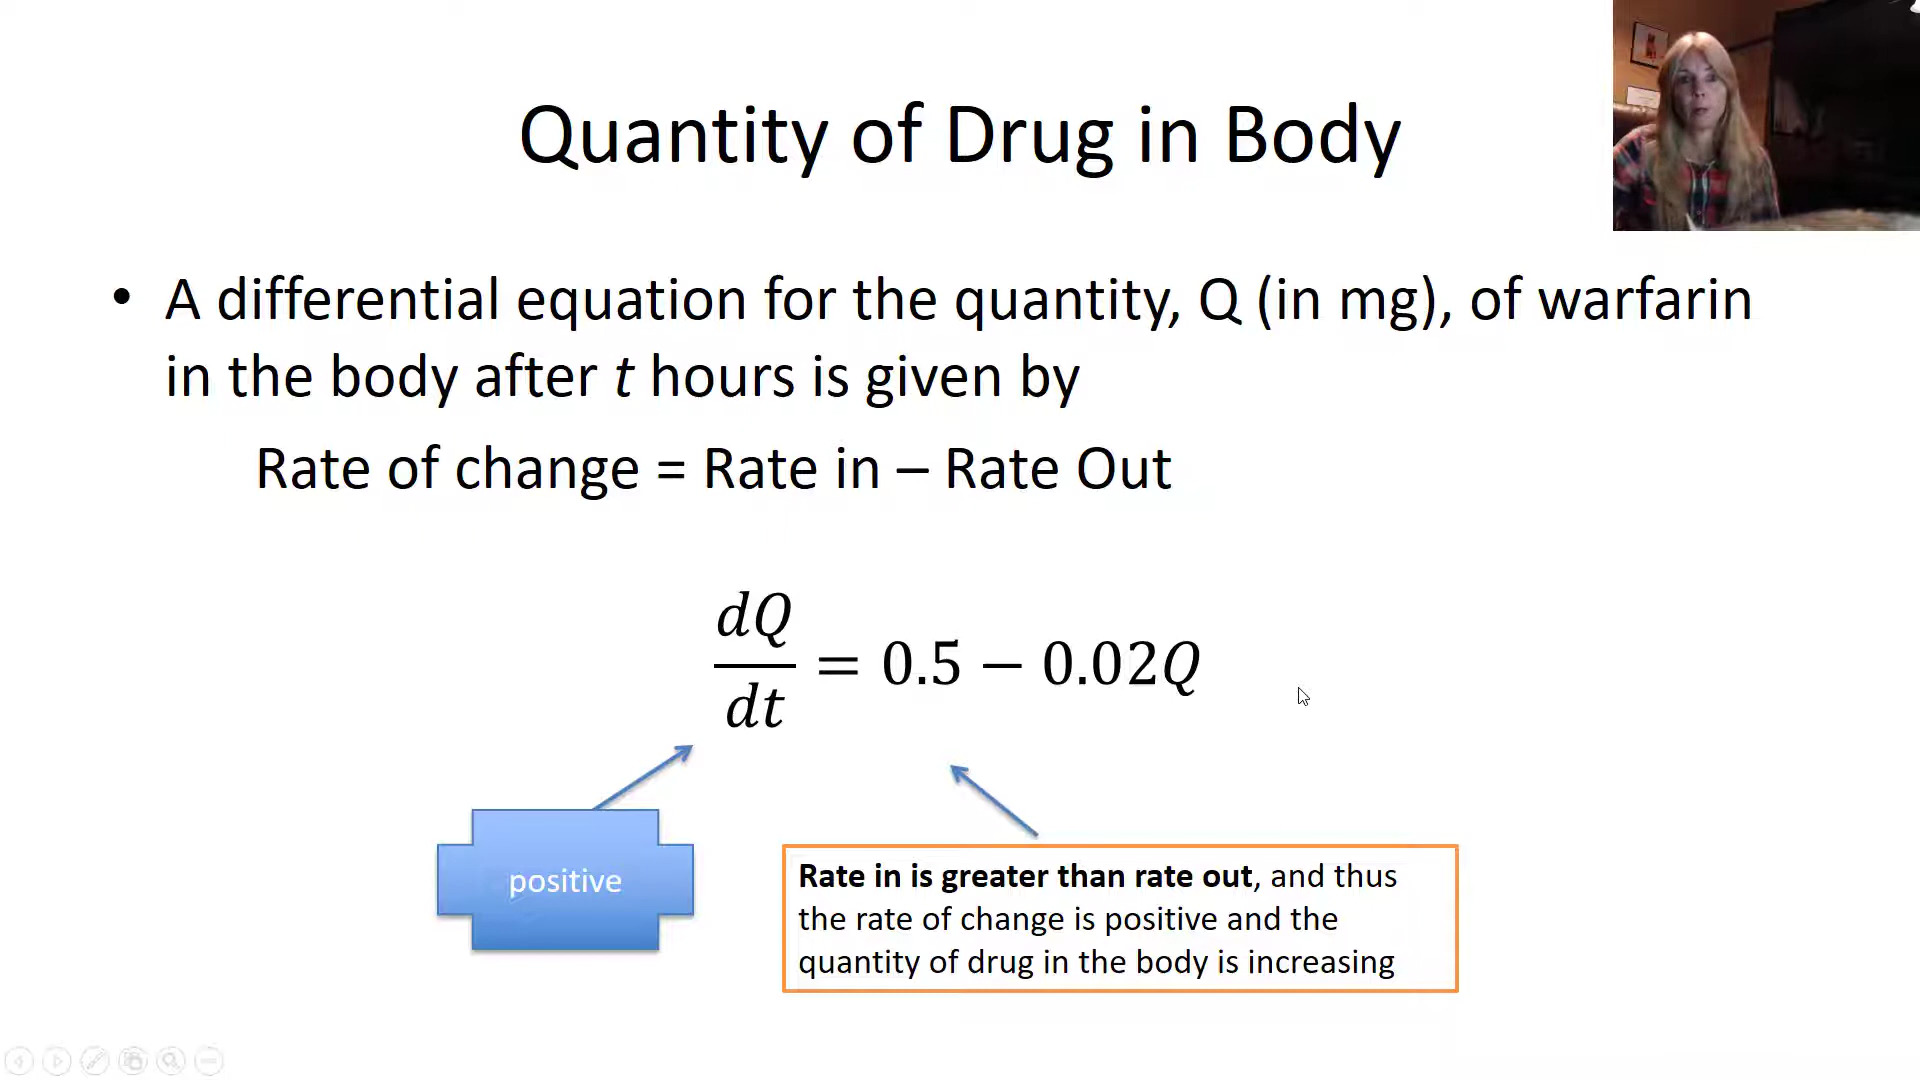 Quantity of Drug in Body
• A differential equation for the quantity, Q (in mg), of warfarin
in the body after t hours is given by
Rate of change = Rate in – Rate Out
dQ/dt = 0.5 − 0.02Q
positive
Rate in is greater than rate out, and thus
the rate of change is positive and the
quantity of drug in the body is increasing